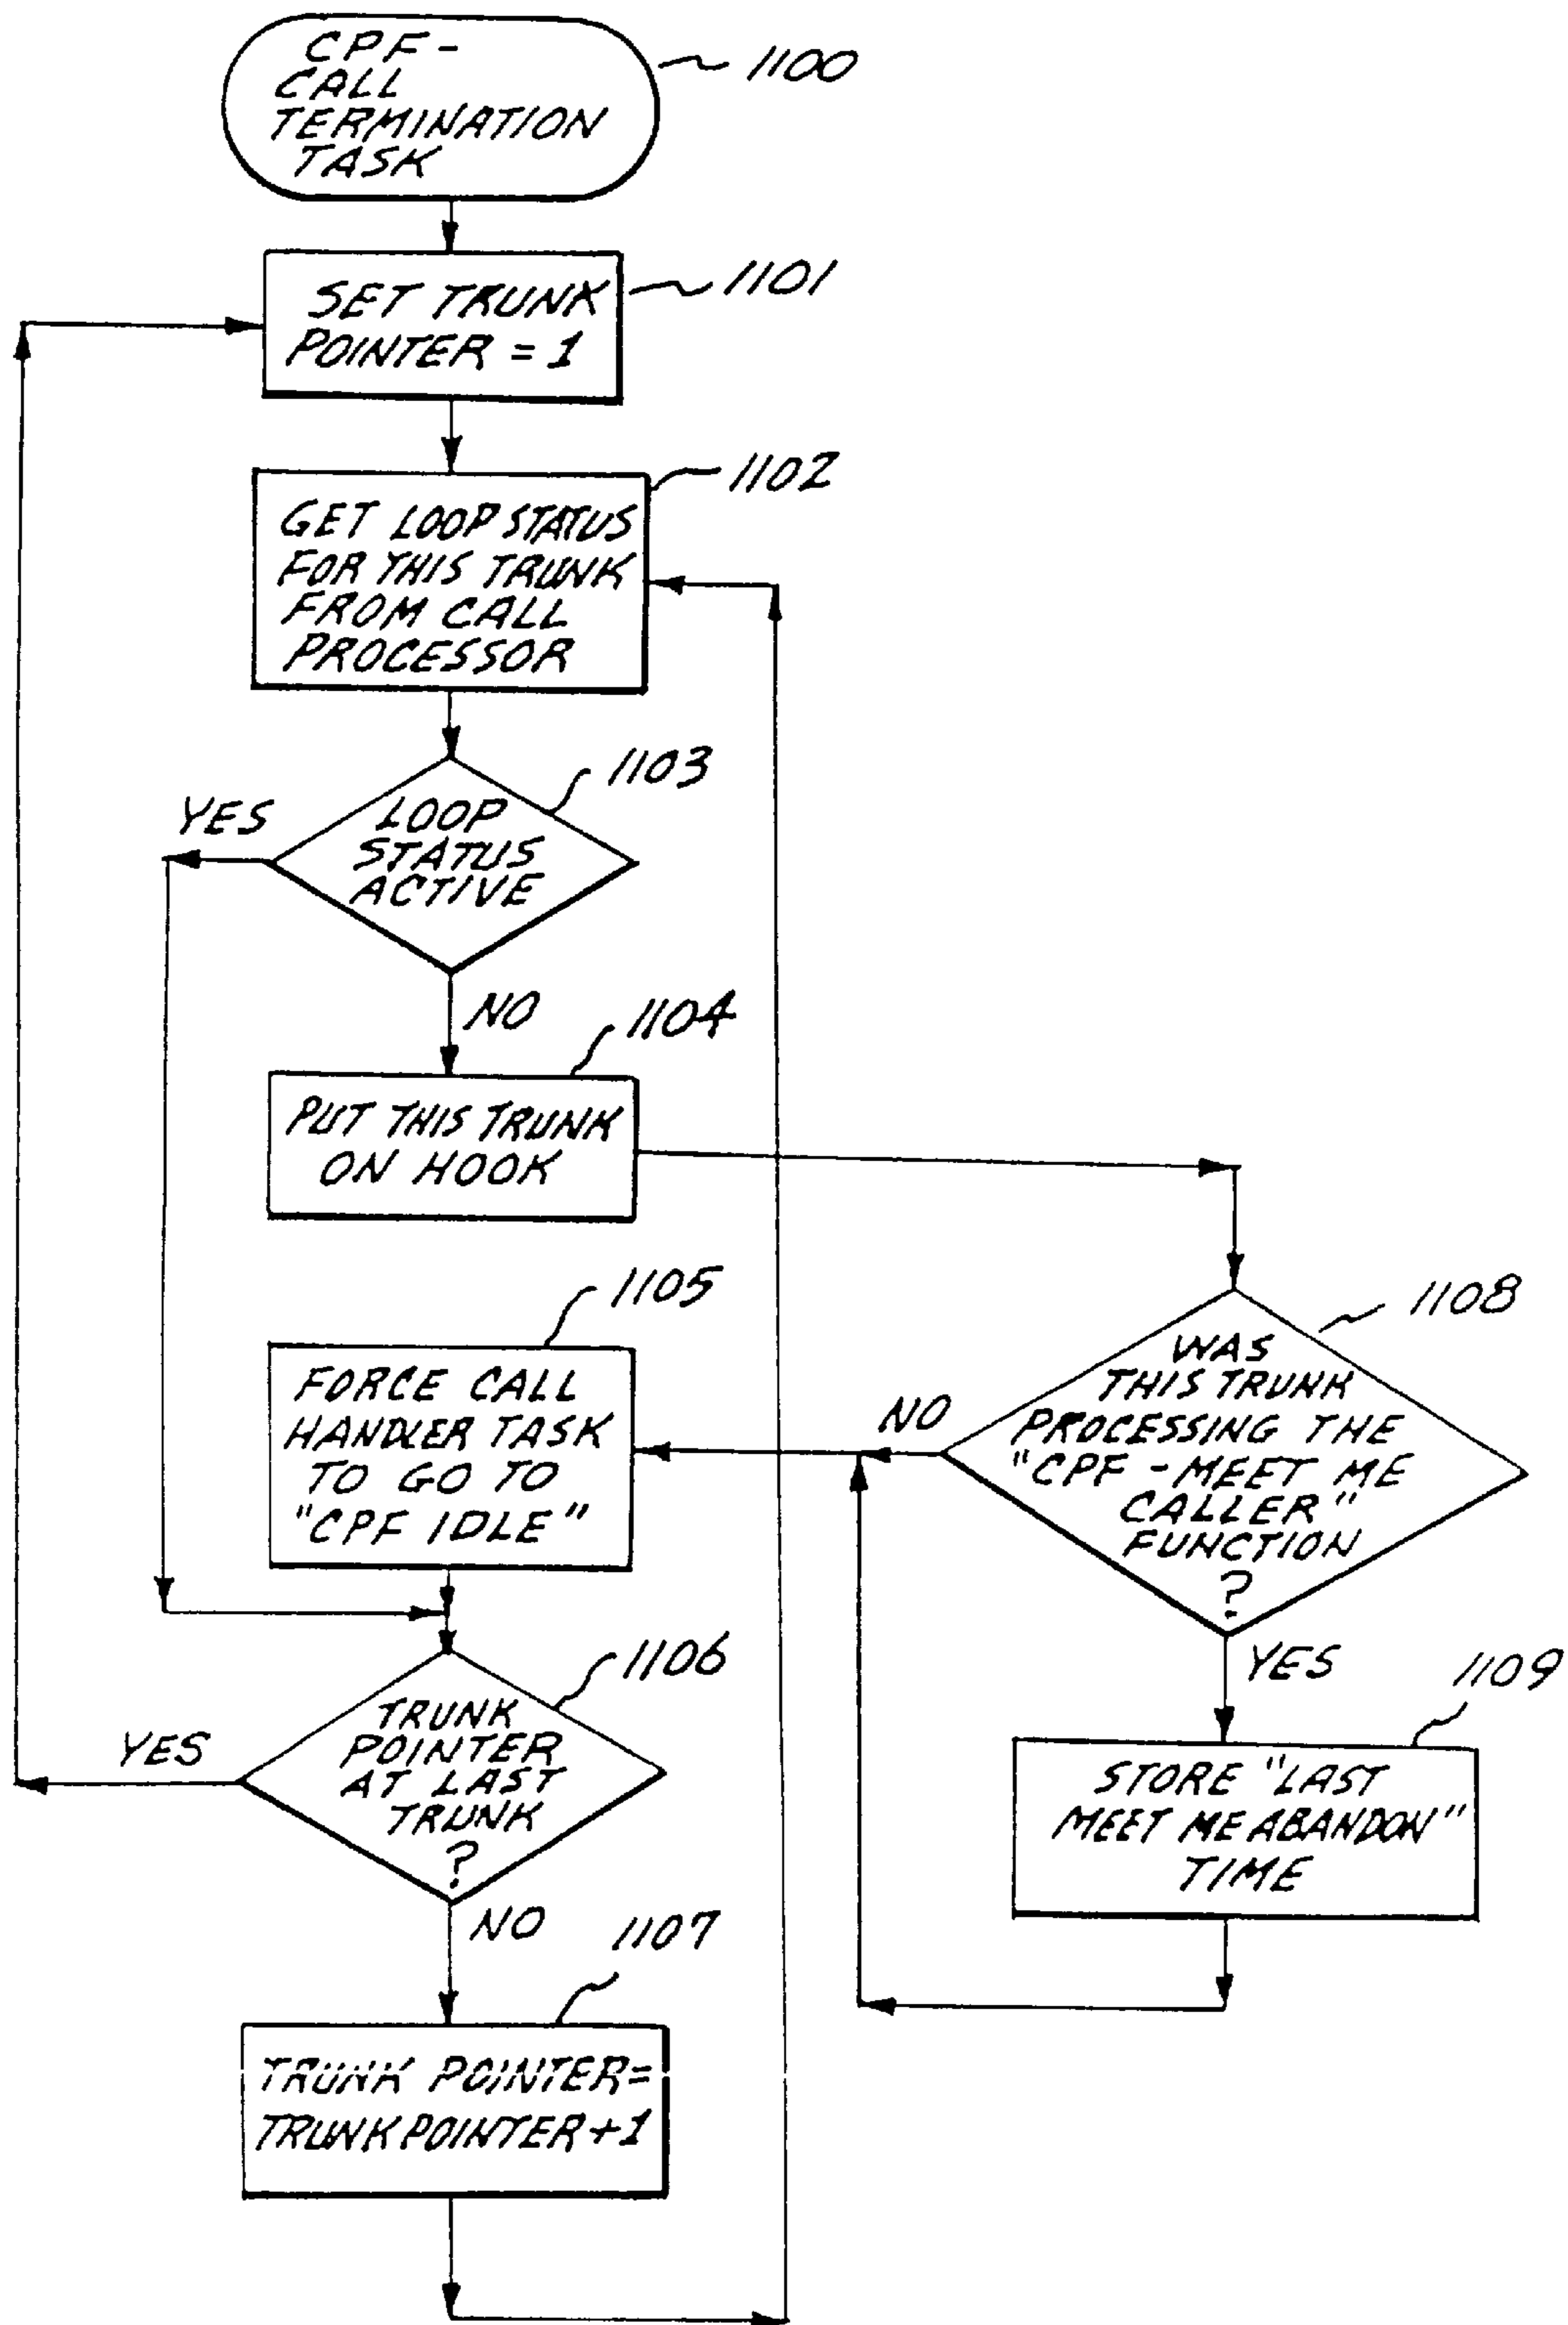 CPF-
CALL
TERMINATION
TASK
1100
SET TRUNK
POINTER = 1
1101
GET LOOP STATUS
FOR THIS TRUNK
FROM CALL
PROCESSOR
1102
LOOP
STATUS
ACTIVE
1103
YES
NO
PUT THIS TRUNK
ON HOOK
1104
FORCE CALL
HANDLER TASK
TO GO TO
"CPF IDLE"
1105
WAS
THIS TRUNK
PROCESSING THE
"CPF - MEET ME
CALLER"
FUNCTION
?
1108
NO
YES
STORE "LAST
MEET ME ABANDON"
TIME
1109
TRUNK
POINTER
AT LAST
TRUNK
?
1106
YES
NO
TRUNK POINTER=
TRUNK POINTER+1
1107